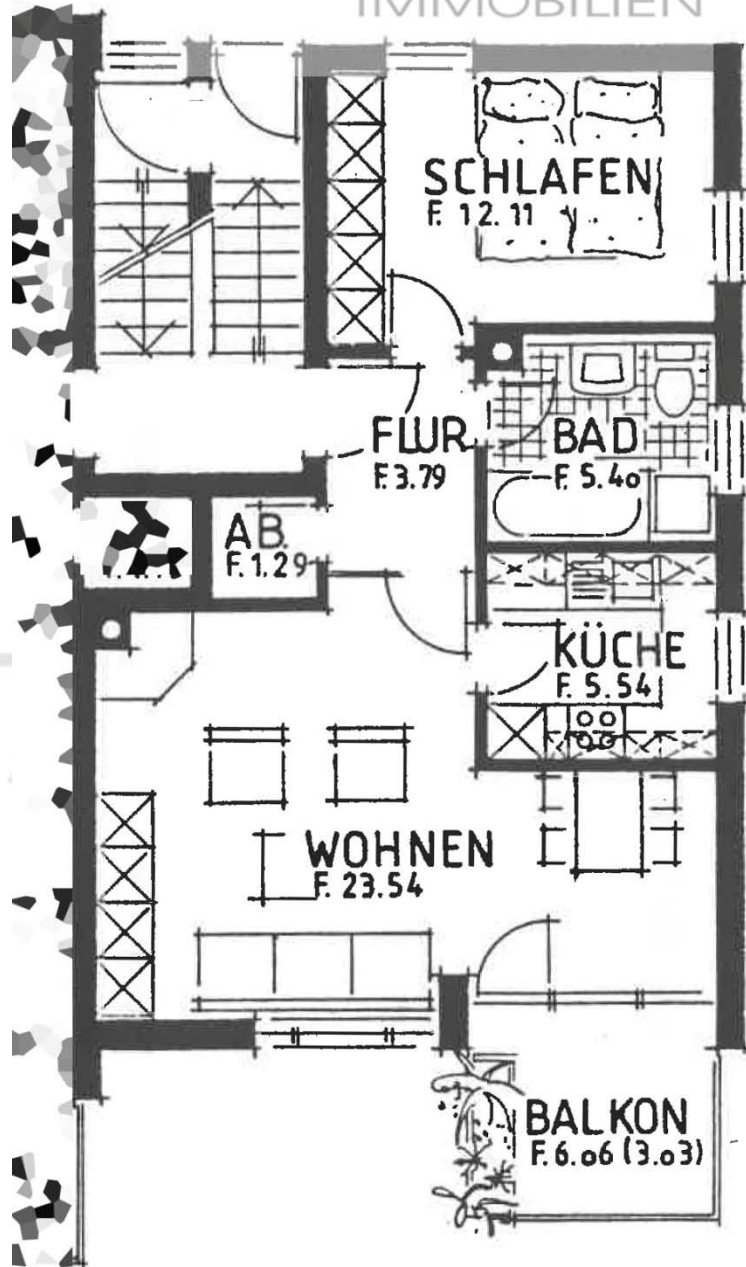 IMMOBILIEN
SCHLAFEN
F. 12.11
FLUR
F. 3.79
BAD
F. 5.40
AB.
F. 1.29
KÜCHE
F. 5.54
WOHNEN
F. 23.54
BALKON
F. 6.06 (3.03)